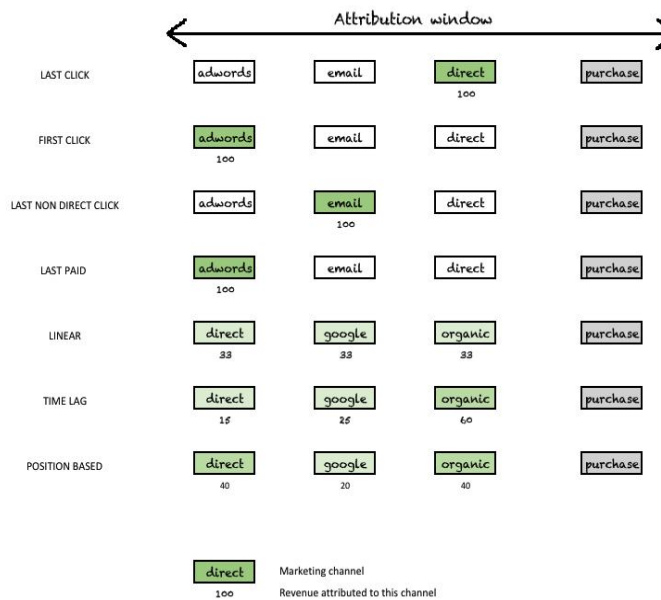 Attribution window
LAST CLICK adwords email direct purchase
100
FIRST CLICK adwords email direct purchase
100
LAST NON DIRECT CLICK adwords email direct purchase
100
LAST PAID adwords email direct purchase
100
LINEAR direct google organic purchase
33 33 33
TIME LAG direct google organic purchase
15 25 60
POSITION BASED direct google organic purchase
40 20 40
direct Marketing channel
100 Revenue attributed to this channel